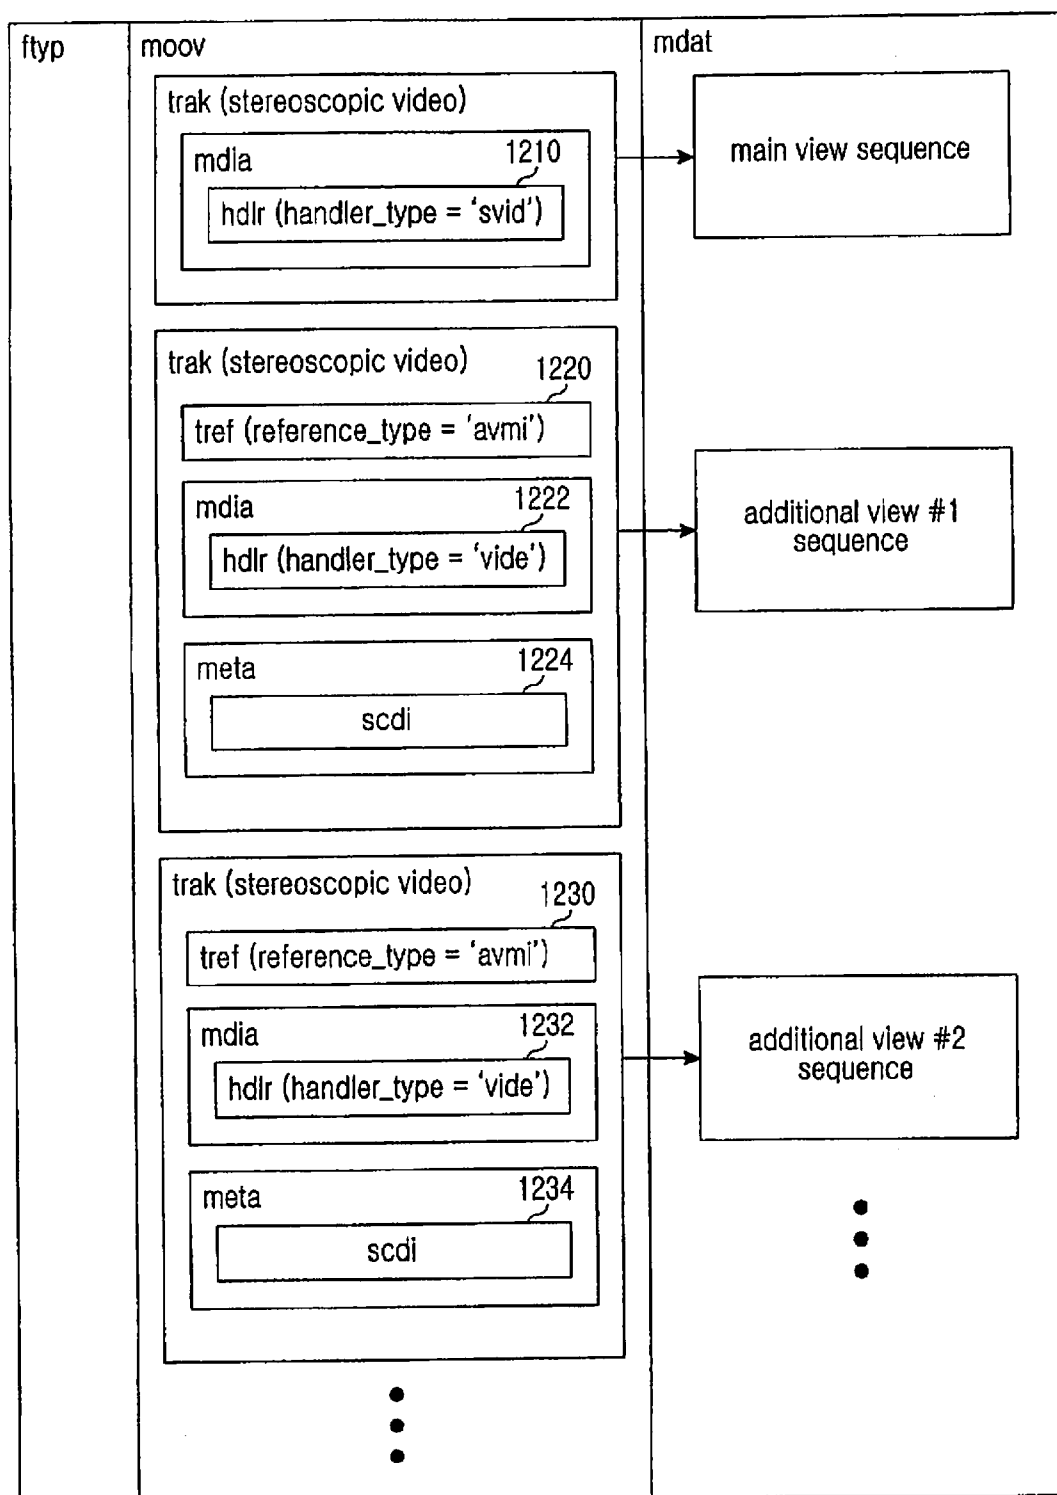 ftyp
moov
mdat
trak (stereoscopic video)
mdia
1210
hdlr (handler_type = ‘svid’)
main view sequence
trak (stereoscopic video)
1220
tref (reference_type = ‘avmi’)
mdia
1222
hdlr (handler_type = ‘vide’)
additional view #1
sequence
meta
1224
scdi
trak (stereoscopic video)
1230
tref (reference_type = ‘avmi’)
mdia
1232
hdlr (handler_type = ‘vide’)
additional view #2
sequence
meta
1234
scdi